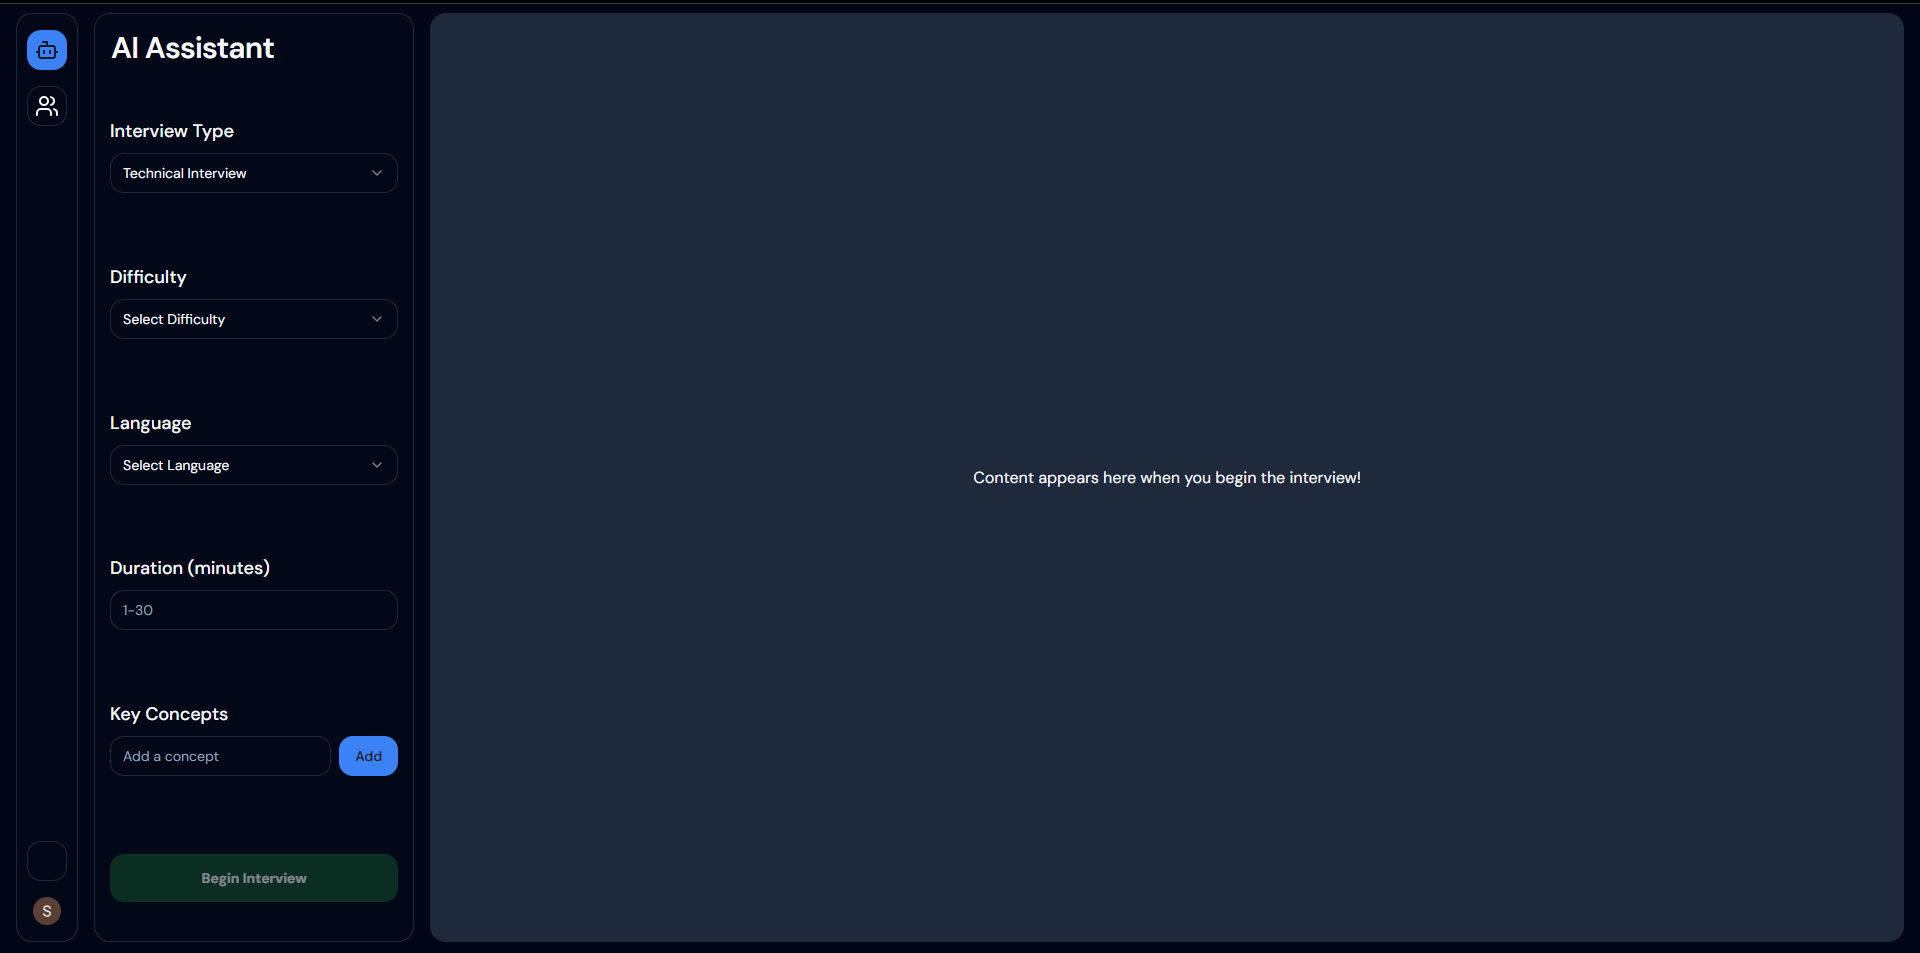 AI Assistant
Interview Type
Technical Interview
Difficulty
Select Difficulty
Language
Select Language
Duration (minutes)
1-30
Key Concepts
Add a concept
Add
Begin Interview
S
Content appears here when you begin the interview!